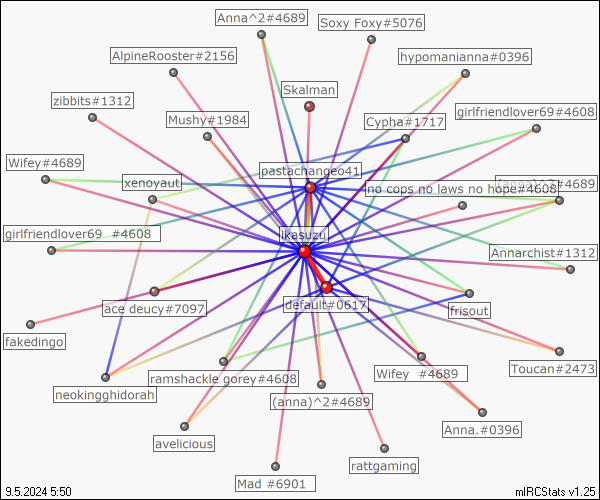 Anna^2#4689
Soxy Foxy#5076
AlpineRooster#2156
hypomanianna#0396
Skalman
zibbits#1312
girlfriendlover69#4608
Mushy#1984
Cypha#1717
Wifey#4689
pastachangeo41
xenoyaut
no cops no laws no hope#4608
^2#4689
girlfriendlover69 #4608
ikasuzu
Annarchist#1312
ace deucy#7097
default#0617
frisout
fakedingo
Toucan#2473
ramshackle gorey#4608
Wifey #4689
neokingghidorah
(anna)^2#4689
avelicious
Anna.#0396
rattgaming
Mad #6901
9.5.2024 5:50
mIRCStats v1.25